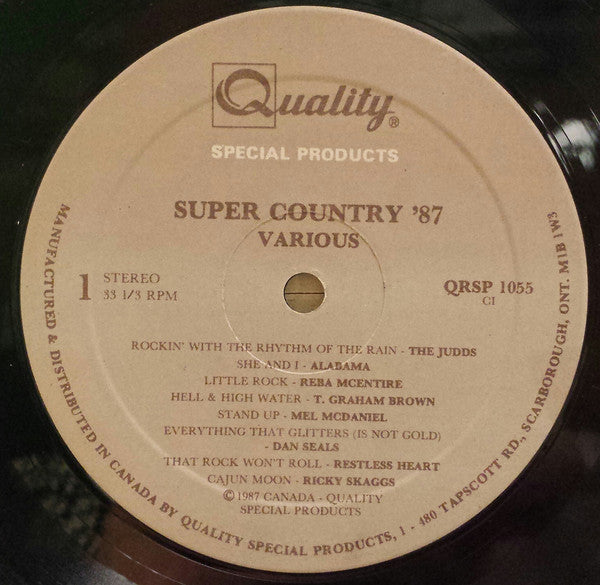 Quality®
SPECIAL PRODUCTS
SUPER COUNTRY '87
VARIOUS
1 STEREO
33 1/3 RPM
QRSP 1055
CI
ROCKIN' WITH THE RHYTHM OF THE RAIN - THE JUDDS
SHE AND I - ALABAMA
LITTLE ROCK - REBA MCENTIRE
HELL & HIGH WATER - T. GRAHAM BROWN
STAND UP - MEL MCDANIEL
EVERYTHING THAT GLITTERS (IS NOT GOLD)
- DAN SEALS
THAT ROCK WON'T ROLL - RESTLESS HEART
CAJUN MOON - RICKY SKAGGS
©1987 CANADA - QUALITY
SPECIAL PRODUCTS
MANUFACTURED & DISTRIBUTED IN CANADA BY QUALITY SPECIAL PRODUCTS, 1 - 480 TAPSCOTT RD., SCARBOROUGH, ONT. M1B 1W3